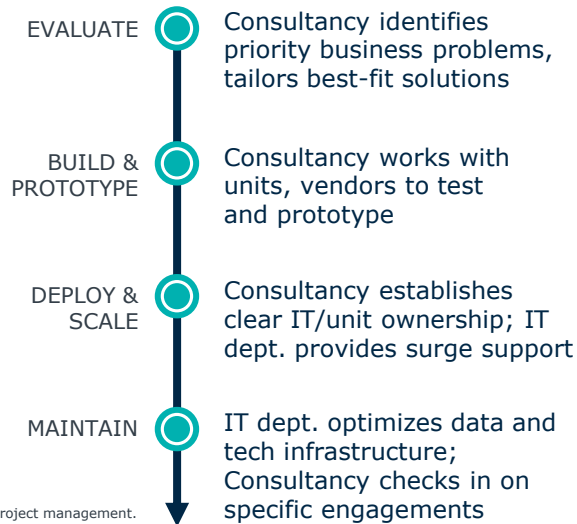 EVALUATE
Consultancy identifies
priority business problems,
tailors best-fit solutions
BUILD &
PROTOTYPE
Consultancy works with
units, vendors to test
and prototype
DEPLOY &
SCALE
Consultancy establishes
clear IT/unit ownership; IT
dept. provides surge support
MAINTAIN
IT dept. optimizes data and
tech infrastructure;
Consultancy checks in on
specific engagements
roject management.